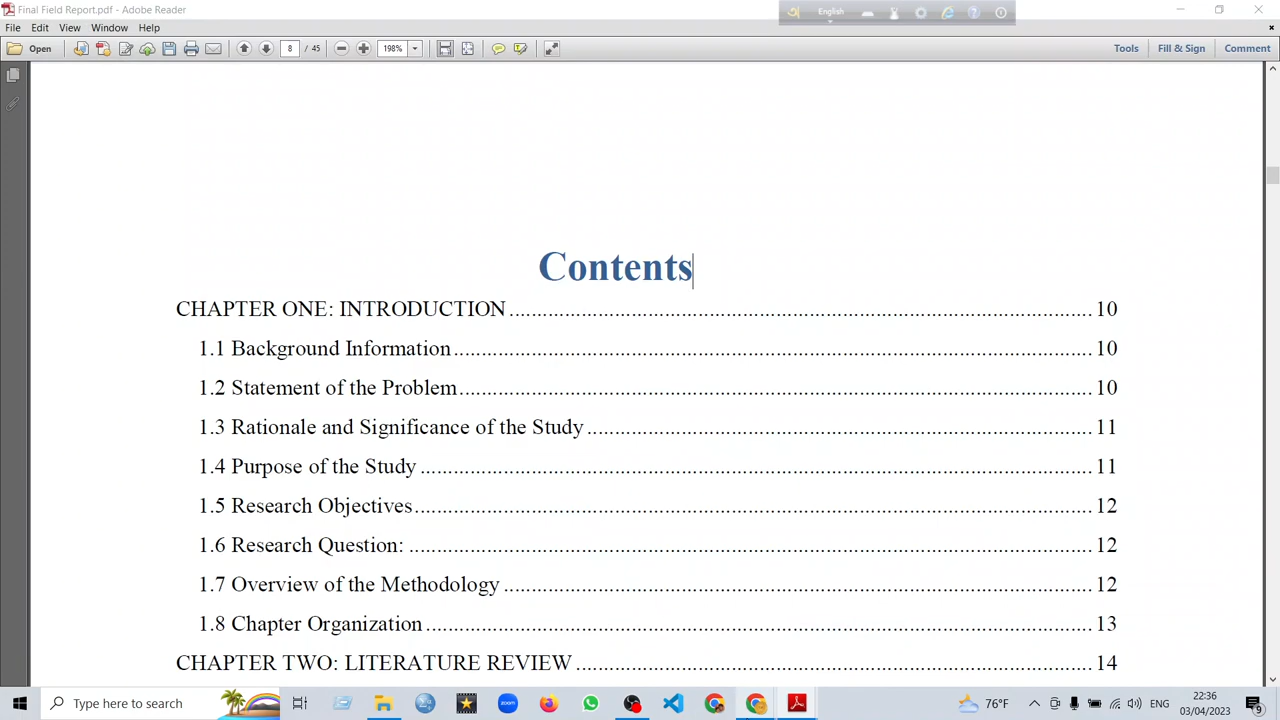 Final Field Report.pdf - Adobe Reader
English
File Edit View Window Help
Open 8 / 45 198% Tools Fill & Sign Comment
Contents
CHAPTER ONE: INTRODUCTION ........................................ 10
1.1 Background Information ........................................ 10
1.2 Statement of the Problem ........................................ 10
1.3 Rationale and Significance of the Study ........................................ 11
1.4 Purpose of the Study ........................................ 11
1.5 Research Objectives ........................................ 12
1.6 Research Question: ........................................ 12
1.7 Overview of the Methodology ........................................ 12
1.8 Chapter Organization ........................................ 13
CHAPTER TWO: LITERATURE REVIEW ........................................ 14
Type here to search zoom 76°F ENG 22:36
03/04/2023 9